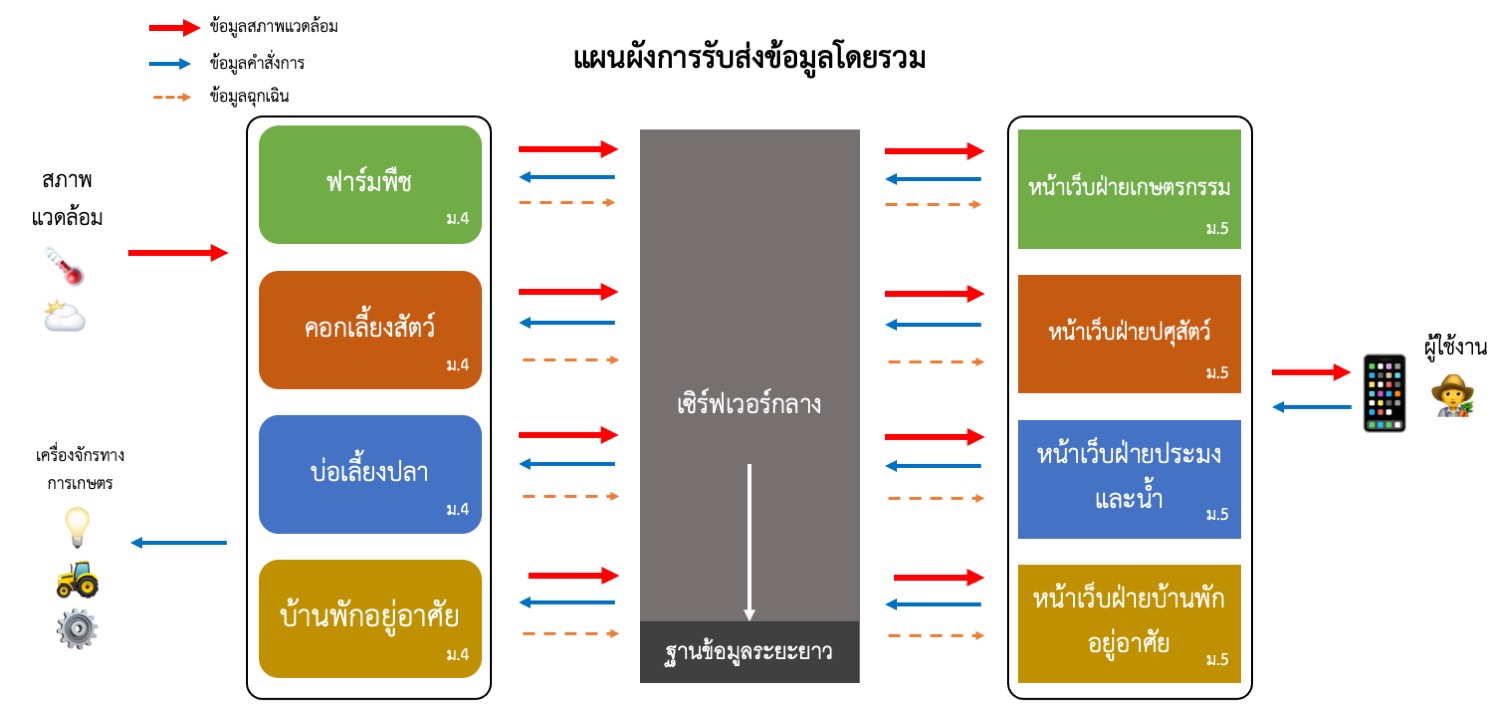 ข้อมูลสภาพแวดล้อม
ข้อมูลคำสั่งการ
ข้อมูลฉุกเฉิน
แผนผังการรับส่งข้อมูลโดยรวม
สภาพ
แวดล้อม
เครื่องจักรทาง
การเกษตร
ฟาร์มพืช
ม.4
คอกเลี้ยงสัตว์
ม.4
บ่อเลี้ยงปลา
ม.4
บ้านพักอยู่อาศัย
ม.4
เซิร์ฟเวอร์กลาง
ฐานข้อมูลระยะยาว
หน้าเว็บฝ่ายเกษตรกรรม
ม.5
หน้าเว็บฝ่ายปศุสัตว์
ม.5
หน้าเว็บฝ่ายประมง
และน้ำ
ม.5
หน้าเว็บฝ่ายบ้านพัก
อยู่อาศัย
ม.5
ผู้ใช้งาน